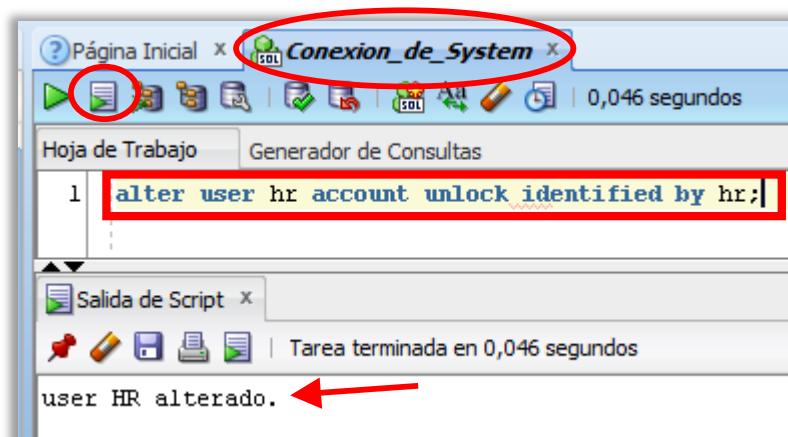 Página Inicial x Conexion_de_System x
0,046 segundos
Hoja de Trabajo Generador de Consultas
1 alter user hr account unlock identified by hr;
Salida de Script x
Tarea terminada en 0,046 segundos
user HR alterado.